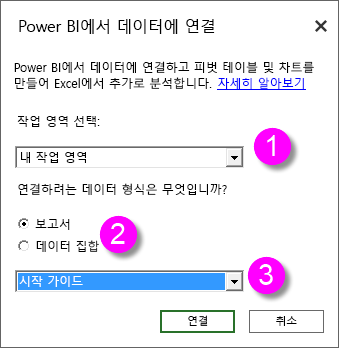 Power BI에서 데이터에 연결
Power BI에서 데이터에 연결하고 피벗 테이블 및 차트를
만들어 Excel에서 추가로 분석합니다. 자세히 알아보기
작업 영역 선택:
내 작업 영역
1
연결하려는 데이터 형식은 무엇입니까?
보고서
2
데이터 집합
시작 가이드
3
연결 취소